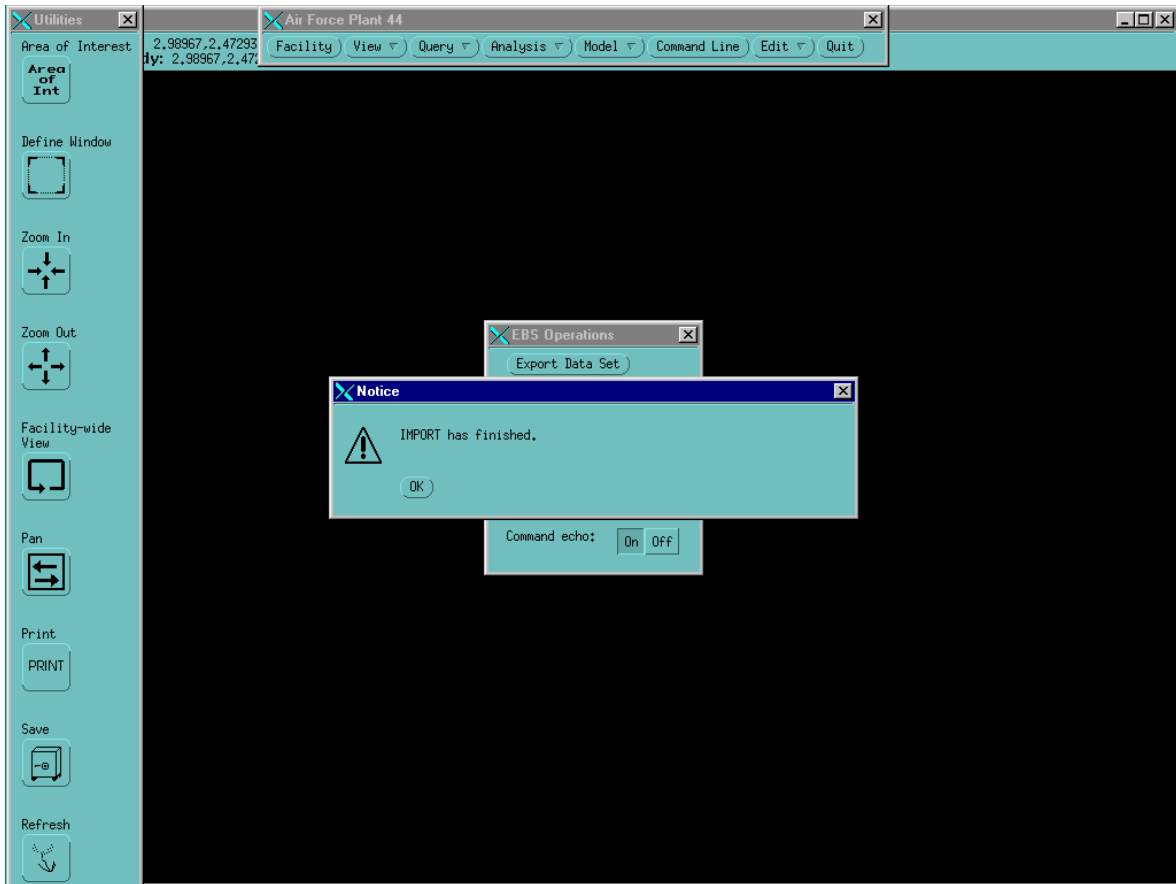 Utilities
Area of Interest
Area
of
Int
Define Window
Zoom In
Zoom Out
Facility-wide
View
Pan
Print
PRINT
Save
Refresh
2.98967,2.47293
dy: 2.98967,2.472
Air Force Plant 44
Facility View Query Analysis Model Command Line Edit Quit
EBS Operations
Export Data Set
Notice
IMPORT has finished.
OK
Command echo: On Off